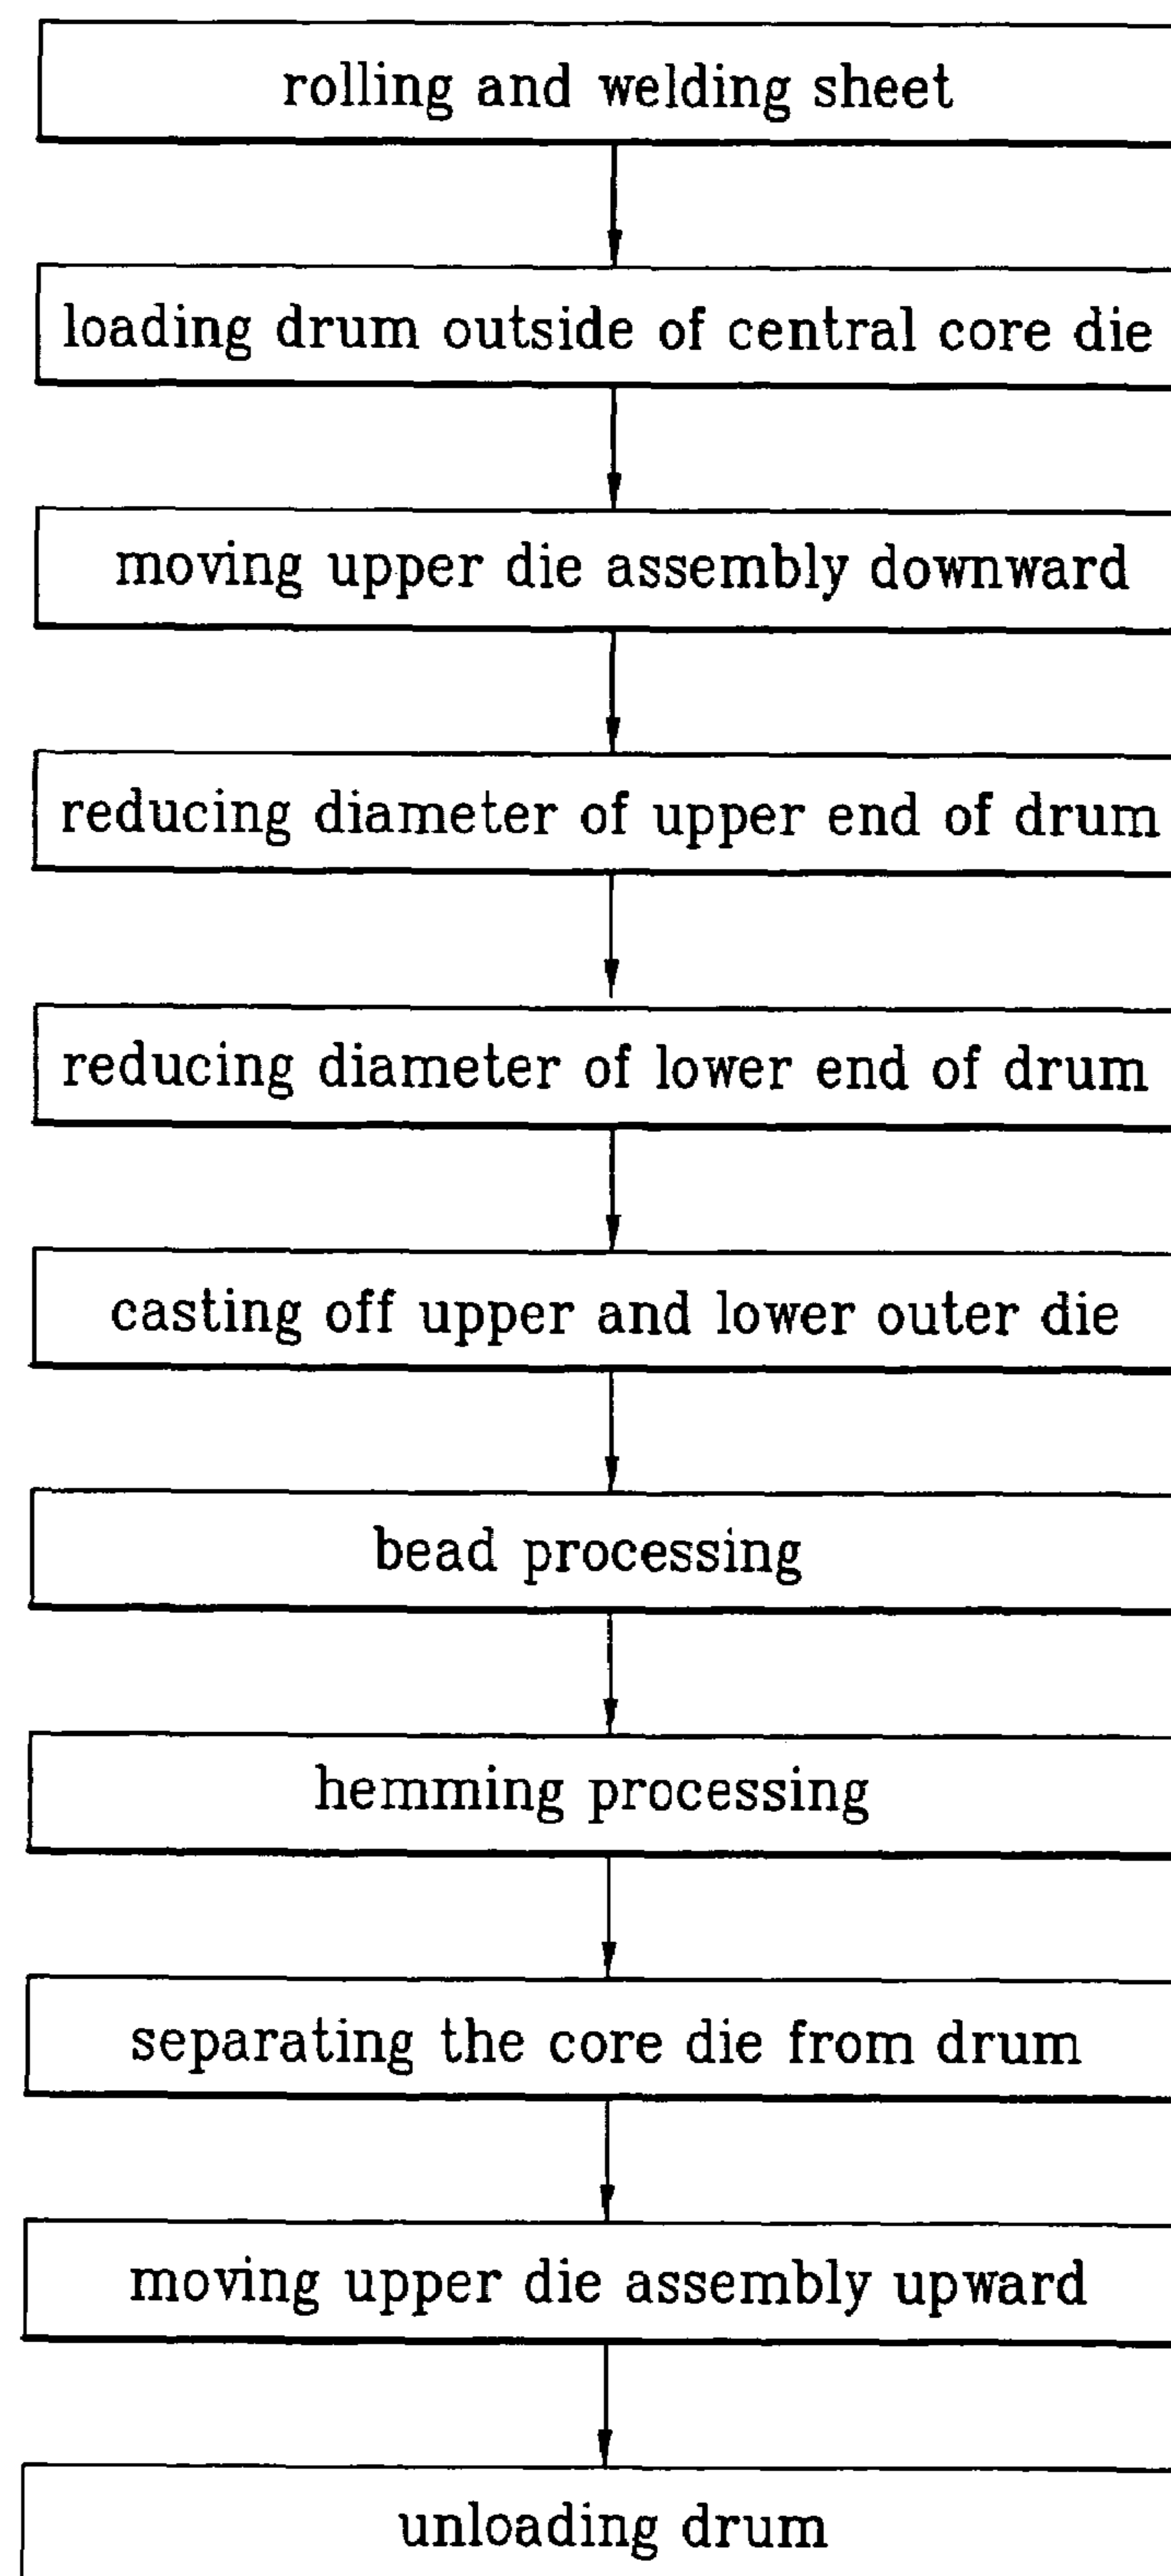 rolling and welding sheet
loading drum outside of central core die
moving upper die assembly downward
reducing diameter of upper end of drum
reducing diameter of lower end of drum
casting off upper and lower outer die
bead processing
hemming processing
separating the core die from drum
moving upper die assembly upward
unloading drum